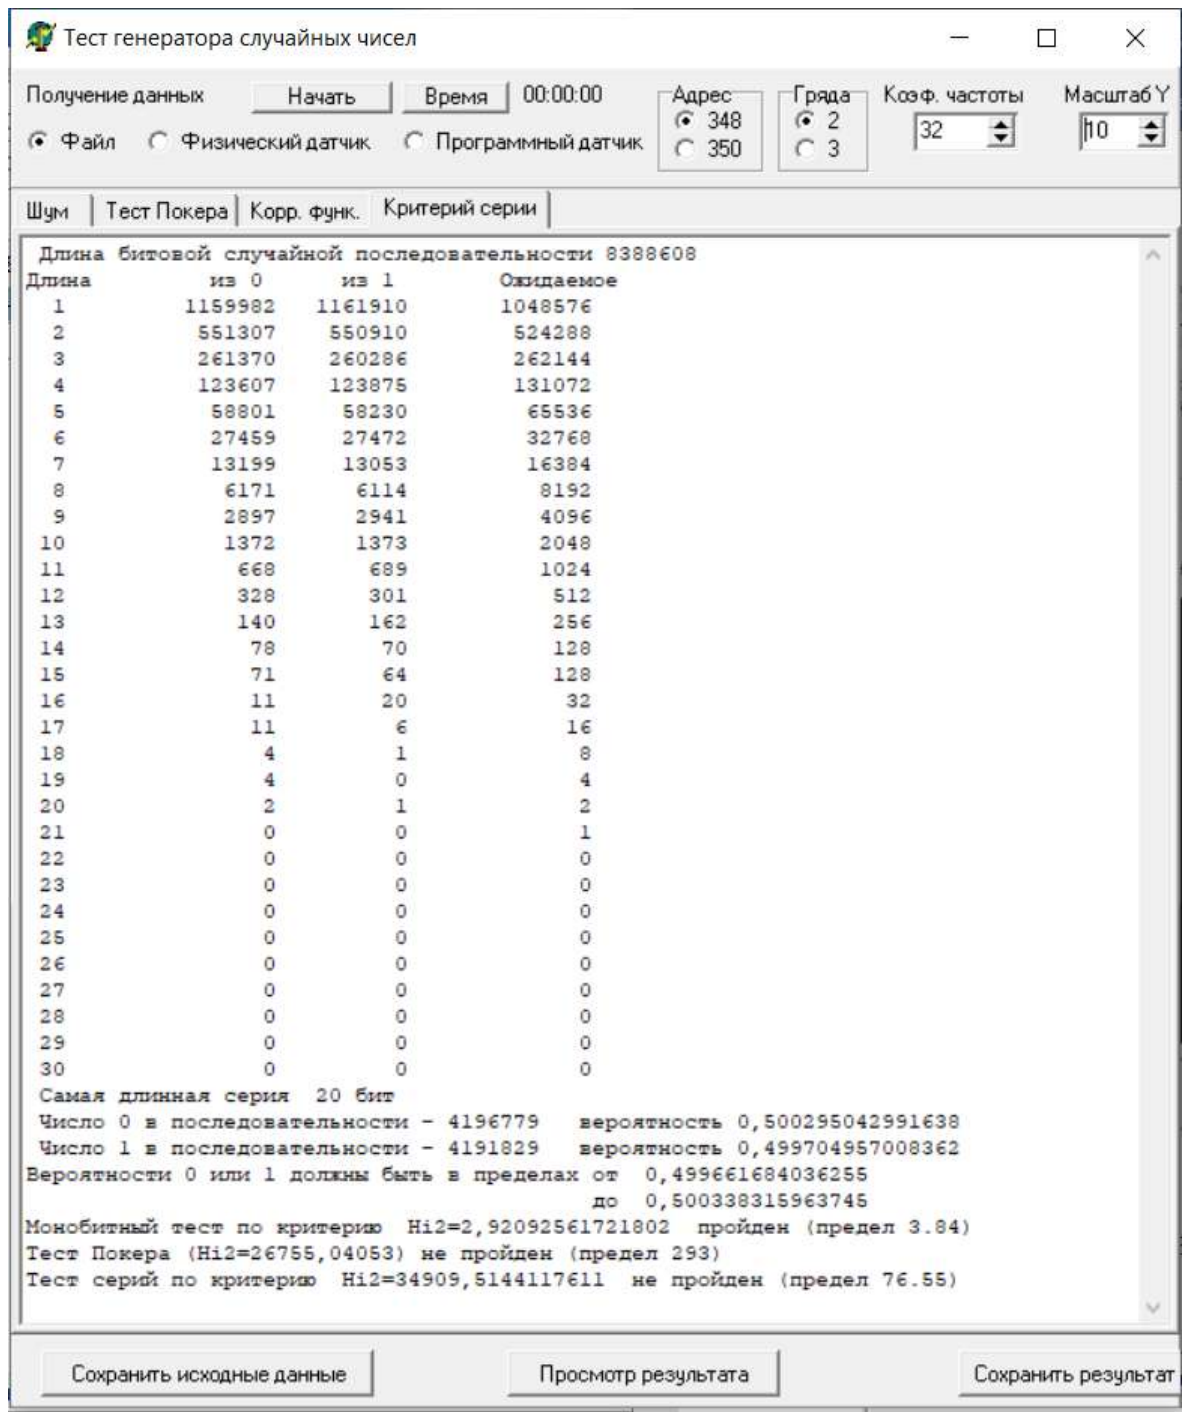 Тест генератора случайных чисел
Получение данных Начать Время 00:00:00 Адрес Гряда Коэф. частоты Масштаб Y
348 2 32 10
Файл Физический датчик Программный датчик 350 3
Шум Тест Покера Корр. функ. Критерий серии
Длина битовой случайной последовательности 8388608
Длина из 0 из 1 Ожидаемое
1 1159982 1161910 1048576
2 551307 550910 524288
3 261370 260286 262144
4 123607 123875 131072
5 58801 58230 65536
6 27459 27472 32768
7 13199 13053 16384
8 6171 6114 8192
9 2897 2941 4096
10 1372 1373 2048
11 668 689 1024
12 328 301 512
13 140 162 256
14 78 70 128
15 71 64 128
16 11 20 32
17 11 6 16
18 4 1 8
19 4 0 4
20 2 1 2
21 0 0 1
22 0 0 0
23 0 0 0
24 0 0 0
25 0 0 0
26 0 0 0
27 0 0 0
28 0 0 0
29 0 0 0
30 0 0 0
Самая длинная серия 20 бит
Число 0 в последовательности - 4196779 вероятность 0,500295042991638
Число 1 в последовательности - 4191829 вероятность 0,499704957008362
Вероятности 0 или 1 должны быть в пределах от 0,499661684036255
до 0,500338315963745
Монобитный тест по критерию Hi2=2,92092561721802 пройден (предел 3.84)
Тест Покера (Hi2=26755,04053) не пройден (предел 293)
Тест серий по критерию Hi2=34909,5144117611 не пройден (предел 76.55)
Сохранить исходные данные Просмотр результата Сохранить результат